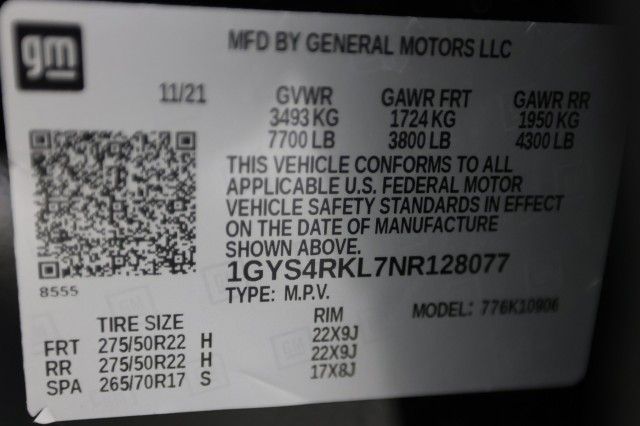 gm
MFD BY GENERAL MOTORS LLC
11/21 GVWR GAWR FRT GAWR RR
3493 KG 1724 KG 1950 KG
7700 LB 3800 LB 4300 LB
THIS VEHICLE CONFORMS TO ALL
APPLICABLE U.S. FEDERAL MOTOR
VEHICLE SAFETY STANDARDS IN EFFECT
ON THE DATE OF MANUFACTURE
SHOWN ABOVE.
8555
1GYS4RKL7NR128077
TYPE: M.P.V.
MODEL: 776K10906
TIRE SIZE RIM
FRT 275/50R22 H 22X9J
RR 275/50R22 H 22X9J
SPA 265/70R17 S 17X8J